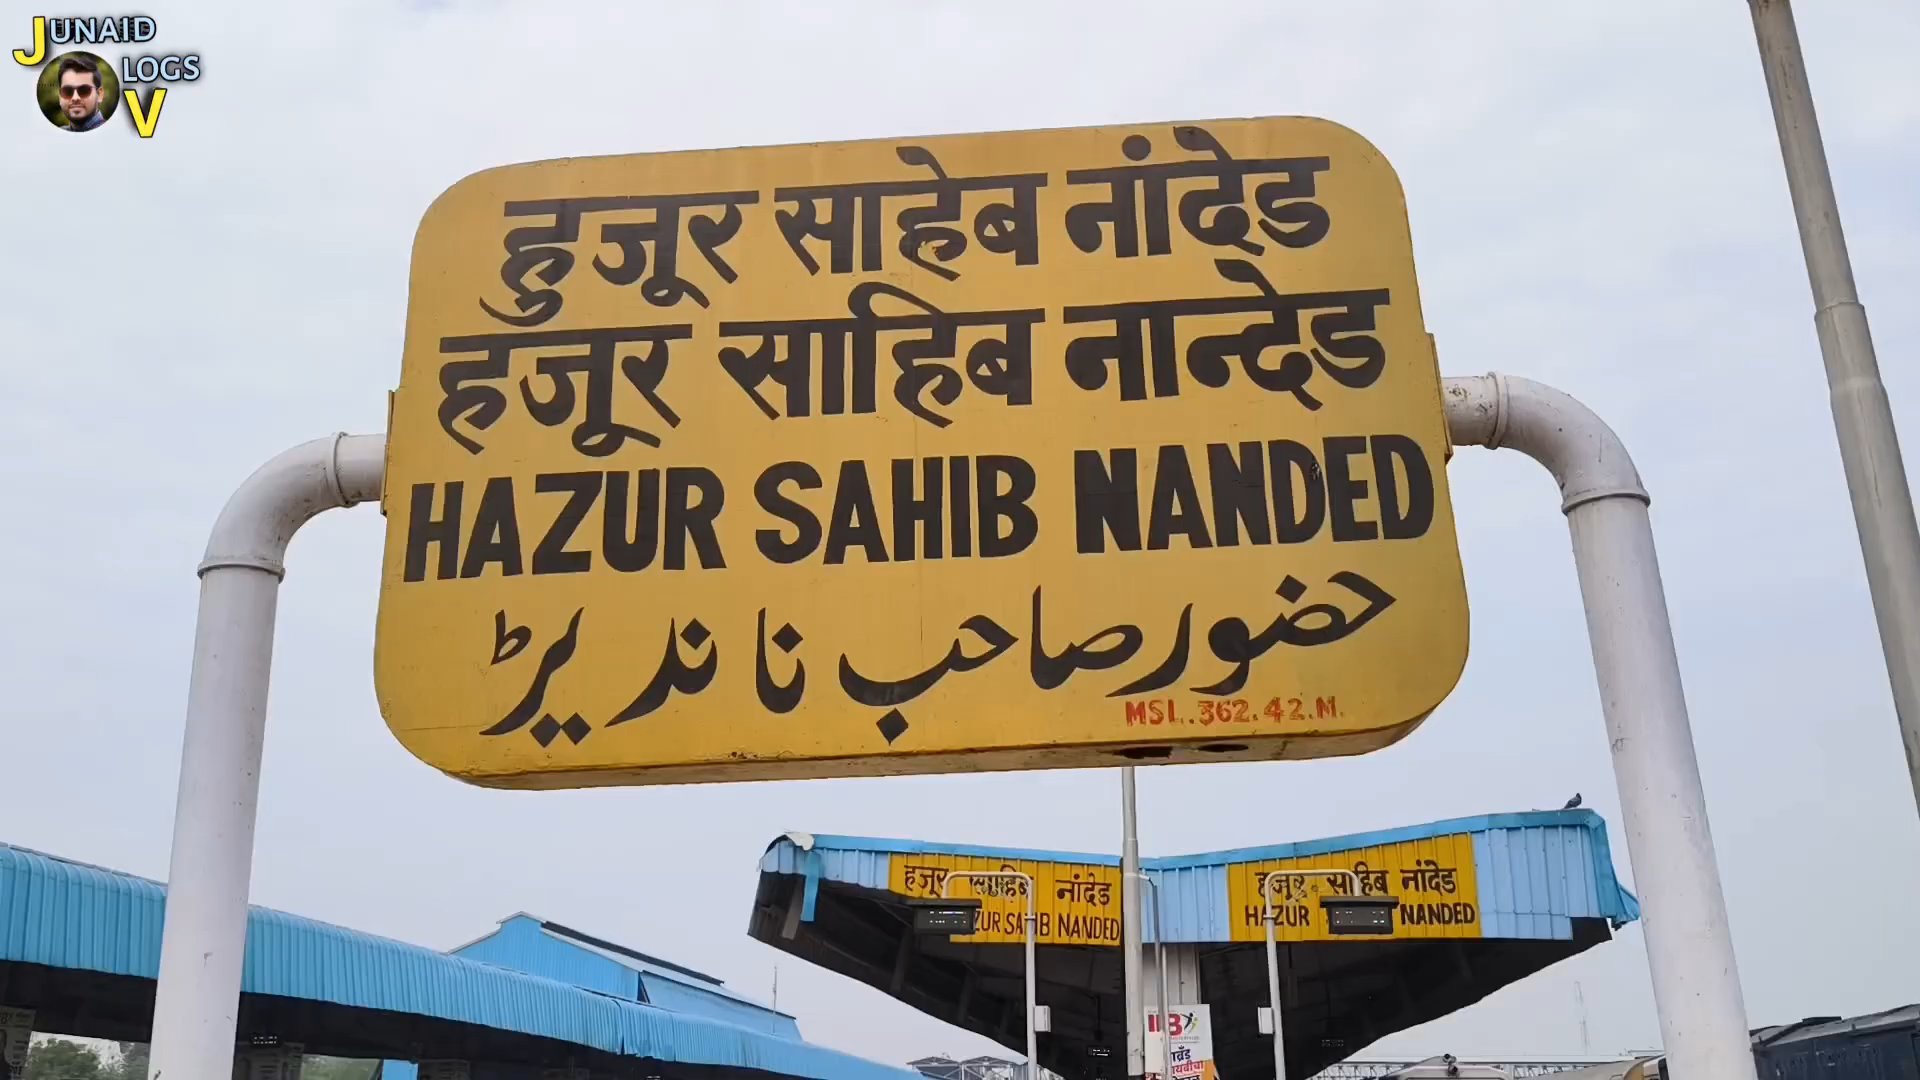 JUNAID
VLOGS
हुजूर साहेब नांदेड
हजूर साहिब नान्देड
HAZUR SAHIB NANDED
حضور صاحب ناندیڑ
MSL.362.42.M.
हजूर साहिब नांदेड
ZUR SAHIB NANDED
हजूर साहिब नांदेड
HAZUR NANDED